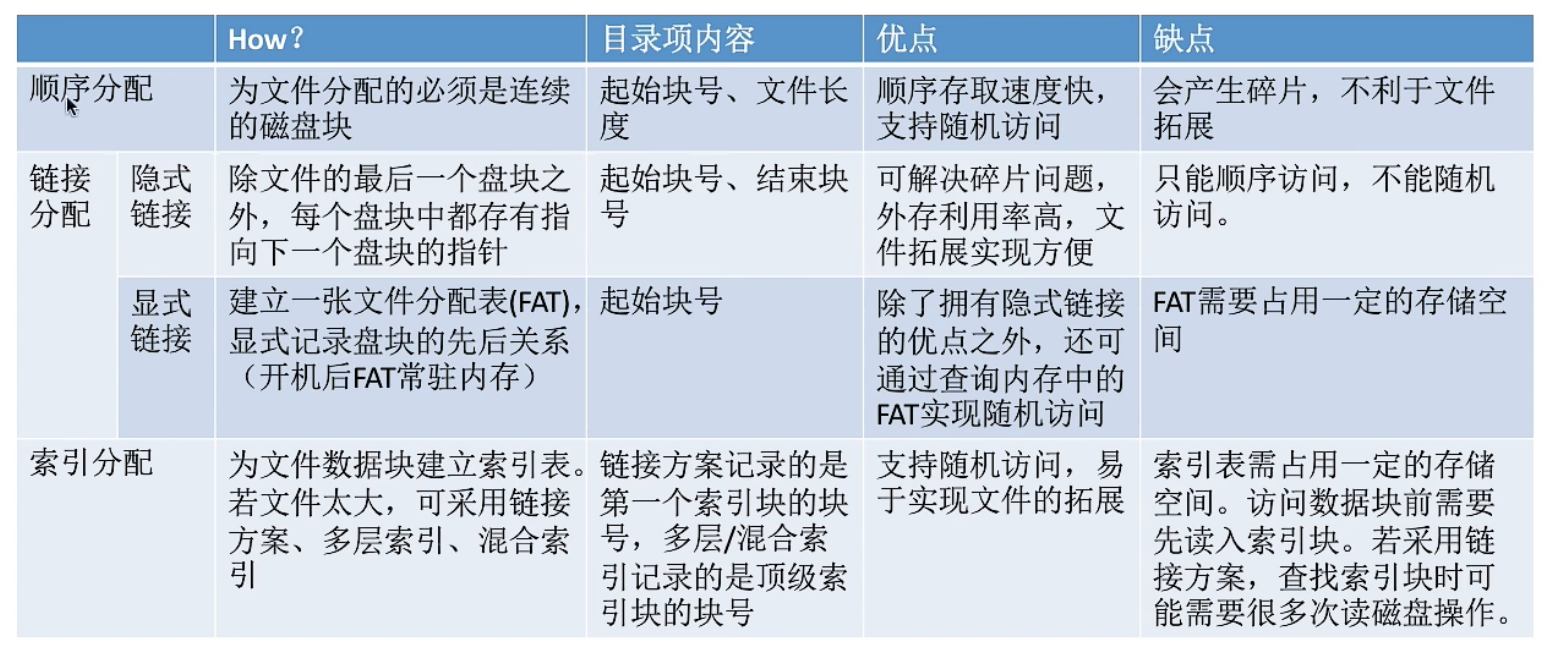 How？ 目录项内容 优点 缺点
顺序分配
为文件分配的必须是连续
的磁盘块
起始块号、文件长
度
顺序存取速度快，
支持随机访问
会产生碎片，不利于文件
拓展
链接
分配
隐式
链接
除文件的最后一个盘块之
外，每个盘块中都存有指
向下一个盘块的指针
起始块号、结束块
号
可解决碎片问题，
外存利用率高，文
件拓展实现方便
只能顺序访问，不能随机
访问。
显式
链接
建立一张文件分配表(FAT)，
显式记录盘块的先后关系
（开机后FAT常驻内存）
起始块号
除了拥有隐式链接
的优点之外，还可
通过查询内存中的
FAT实现随机访问
FAT需要占用一定的存储空
间
索引分配
为文件数据块建立索引表。
若文件太大，可采用链接
方案、多层索引、混合索
引
链接方案记录的是
第一个索引块的块
号，多层/混合索
引记录的是顶级索
引块的块号
支持随机访问，易
于实现文件的拓展
索引表需占用一定的存储
空间。访问数据块前需要
先读入索引块。若采用链
接方案，查找索引块时可
能需要很多次读磁盘操作。